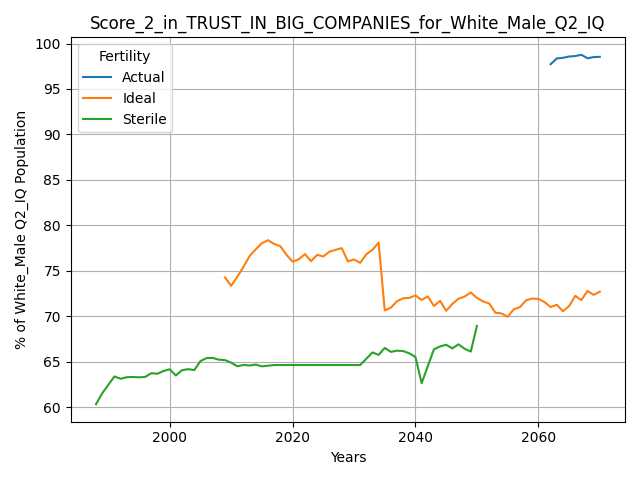 Score_2_in_TRUST_IN_BIG_COMPANIES_for_White_Male_Q2_IQ
Fertility
Actual
Ideal
Sterile
% of White_Male Q2_IQ Population
100
95
90
85
80
75
70
65
60
2000
2020
2040
2060
Years